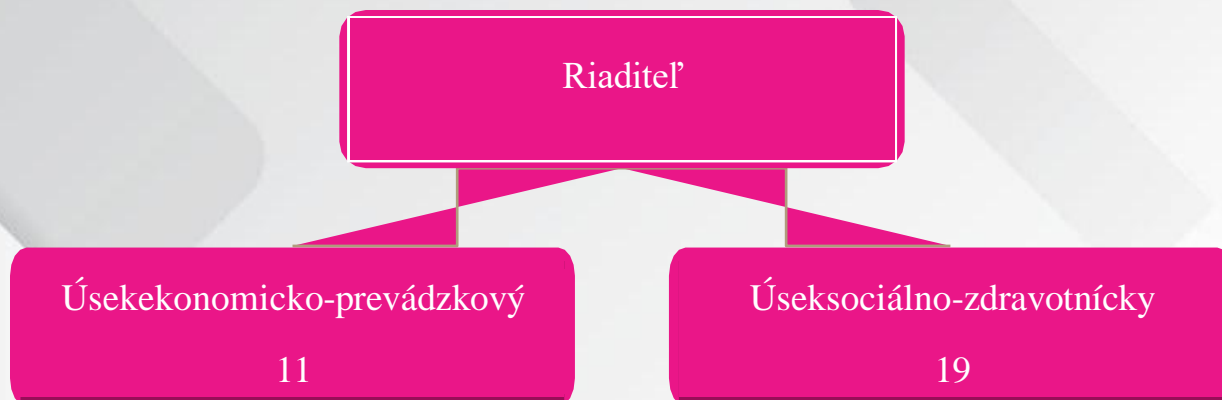 Riaditeľ
Úsekekonomicko-prevádzkový
11
Úseksociálno-zdravotnícky
19